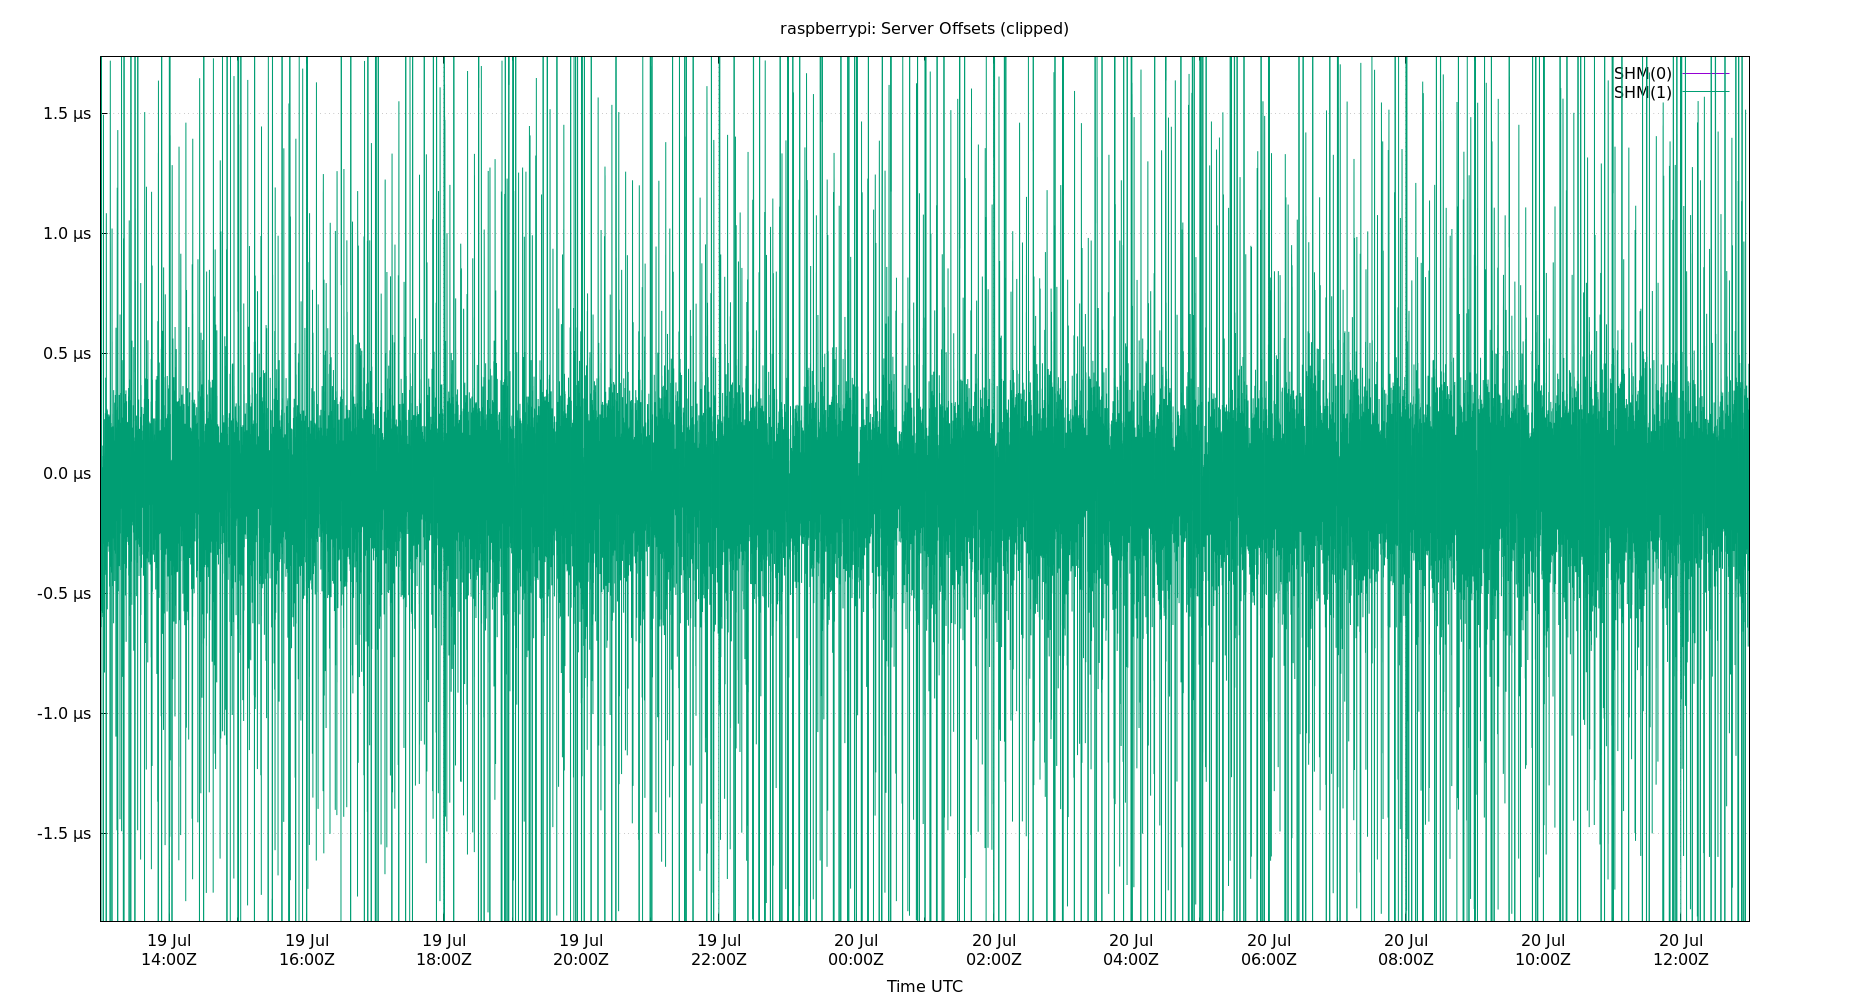 raspberrypi: Server Offsets (clipped)
SHM(0)
SHM(1)
1.5 µs
1.0 µs
0.5 µs
0.0 µs
-0.5 µs
-1.0 µs
-1.5 µs
19 Jul 19 Jul 19 Jul 19 Jul 19 Jul 20 Jul 20 Jul 20 Jul 20 Jul 20 Jul 20 Jul 20 Jul
14:00Z 16:00Z 18:00Z 20:00Z 22:00Z 00:00Z 02:00Z 04:00Z 06:00Z 08:00Z 10:00Z 12:00Z
Time UTC